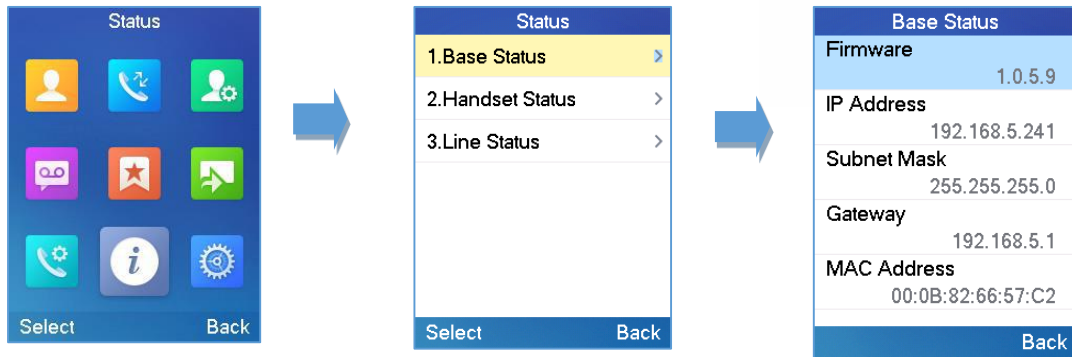 Status
Select Back
Status
1.Base Status
2.Handset Status
3.Line Status
Select Back
Base Status
Firmware
1.0.5.9
IP Address
192.168.5.241
Subnet Mask
255.255.255.0
Gateway
192.168.5.1
MAC Address
00:0B:82:66:57:C2
Back